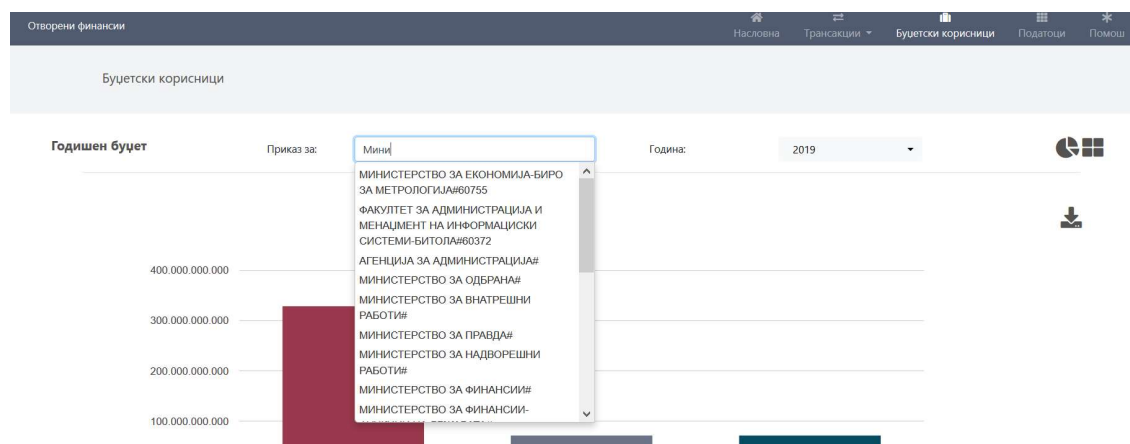 Отворени финансии
Насловна
Трансакции
Буџетски корисници
Податоци
Помош
Буџетски корисници
Годишен буџет
Приказ за:
Мини
Година:
2019
МИНИСТЕРСТВО ЗА ЕКОНОМИЈА-БИРО
ЗА МЕТРОЛОГИЈА#60755
ФАКУЛТЕТ ЗА АДМИНИСТРАЦИЈА И
МЕНАЏМЕНТ НА ИНФОРМАЦИСКИ
СИСТЕМИ-БИТОЛА#60372
АГЕНЦИЈА ЗА АДМИНИСТРАЦИЈА#
МИНИСТЕРСТВО ЗА ОДБРАНА#
МИНИСТЕРСТВО ЗА ВНАТРЕШНИ
РАБОТИ#
МИНИСТЕРСТВО ЗА ПРАВДА#
МИНИСТЕРСТВО ЗА НАДВОРЕШНИ
РАБОТИ#
МИНИСТЕРСТВО ЗА ФИНАНСИИ#
МИНИСТЕРСТВО ЗА ФИНАНСИИ-
400.000.000.000
300.000.000.000
200.000.000.000
100.000.000.000